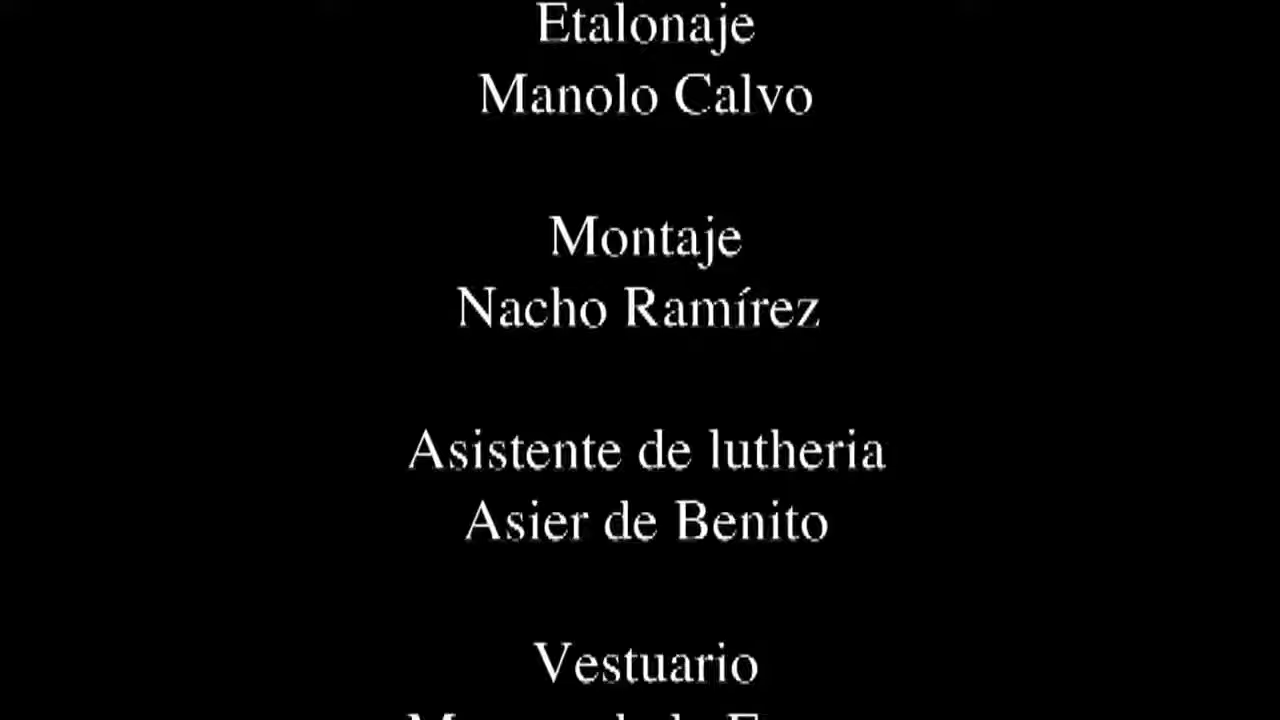 Etalonaje
Manolo Calvo
Montaje
Nacho Ramírez
Asistente de lutheria
Asier de Benito
Vestuario